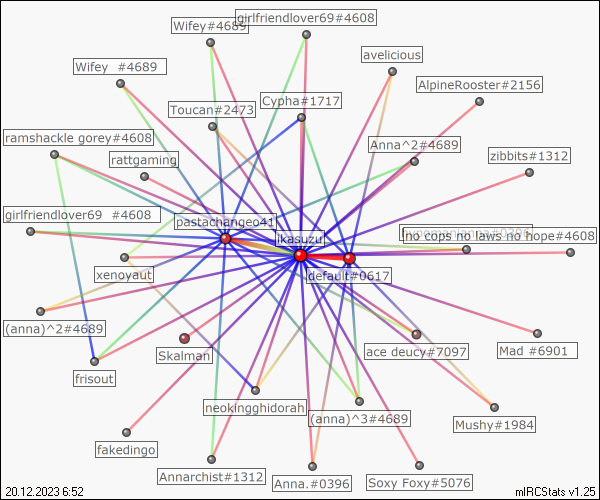 girlfriendlover69#4608
Wifey#4689
avelicious
Wifey #4689
AlpineRooster#2156
Cypha#1717
Toucan#2473
ramshackle gorey#4608
Anna^2#4689
rattgaming
zibbits#1312
girlfriendlover69 #4608
pastachangeo41
ikasuzu
!no cops no laws no hope#4608
xenoyaut
default#0617
(anna)^2#4689
Skalman
ace deucy#7097
Mad #6901
frisout
neokingghidorah
(anna)^3#4689
Mushy#1984
fakedingo
Annarchist#1312
Anna.#0396
Soxy Foxy#5076
20.12.2023 6:52
mIRCStats v1.25